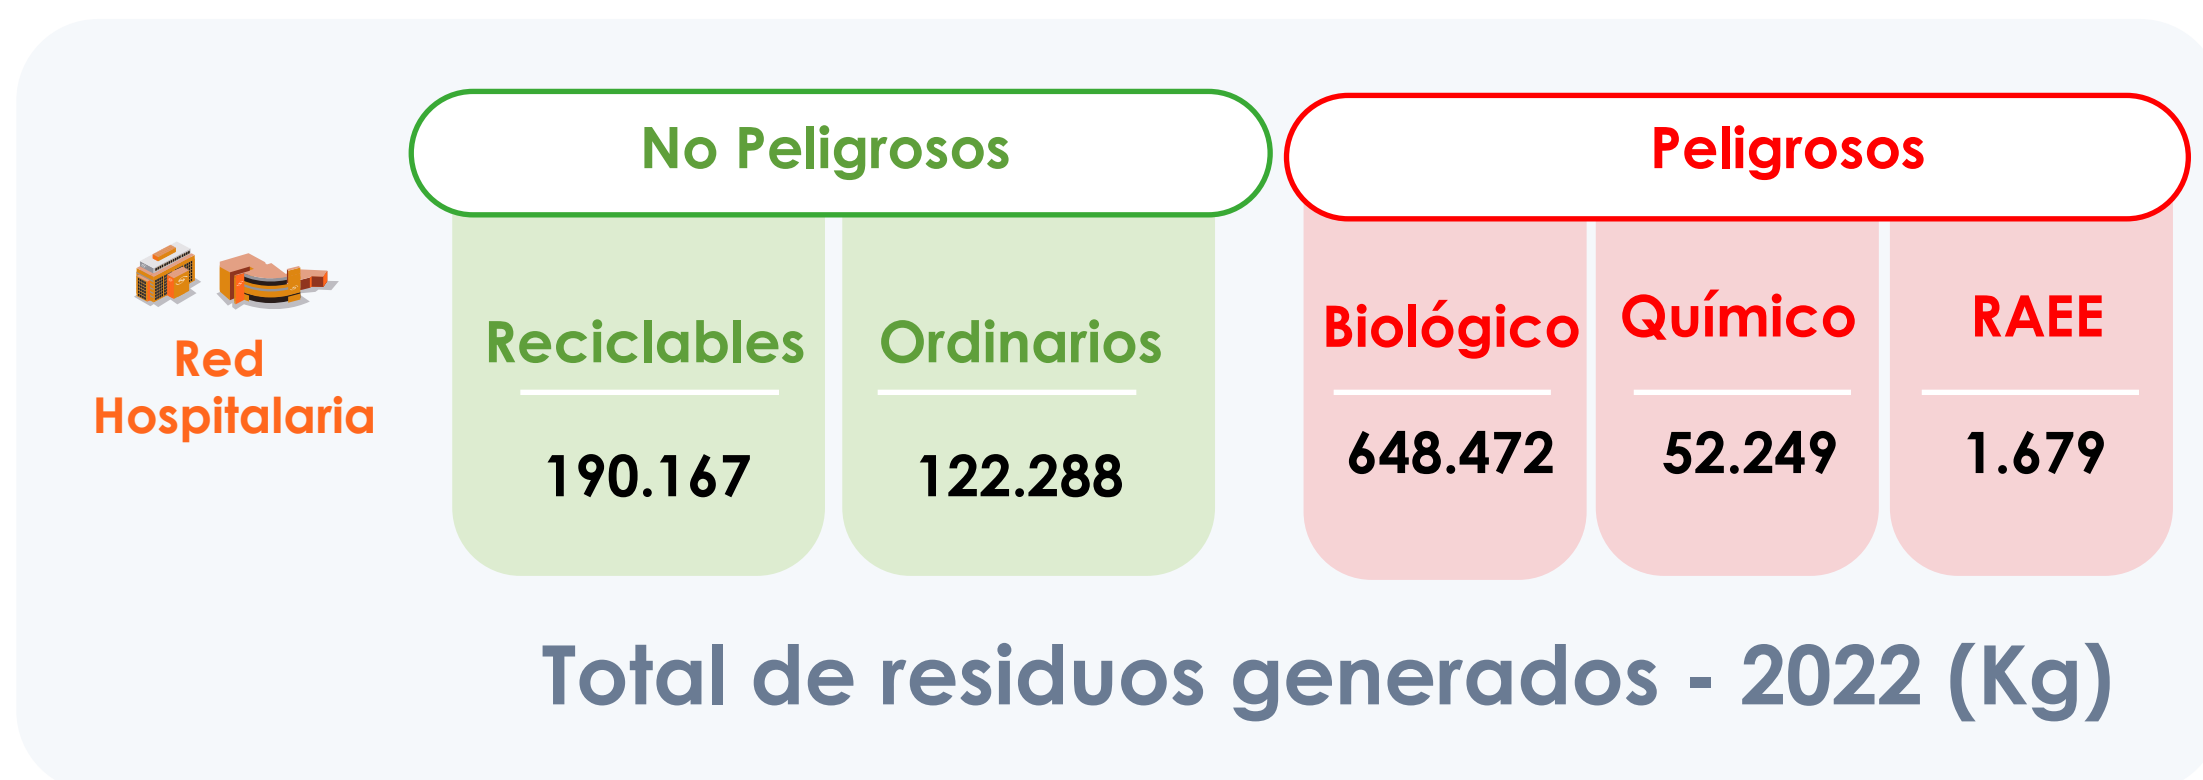 No Peligrosos
Peligrosos
Red
Hospitalaria
Reciclables
190.167
Ordinarios
122.288
Biológico
648.472
Químico
52.249
RAEE
1.679
Total de residuos generados - 2022 (Kg)